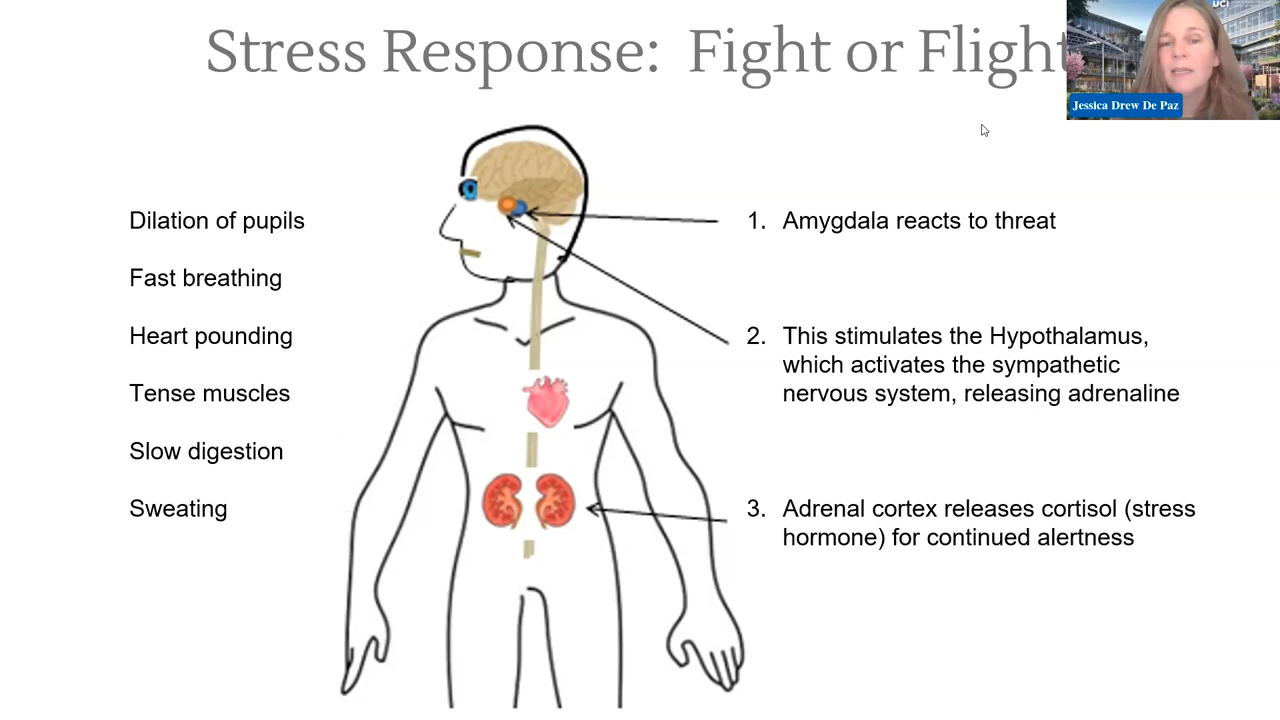 Stress Response: Fight or Flight
UCI
Jessica Drew De Paz
Dilation of pupils
Fast breathing
Heart pounding
Tense muscles
Slow digestion
Sweating
1. Amygdala reacts to threat
2. This stimulates the Hypothalamus,
which activates the sympathetic
nervous system, releasing adrenaline
3. Adrenal cortex releases cortisol (stress
hormone) for continued alertness